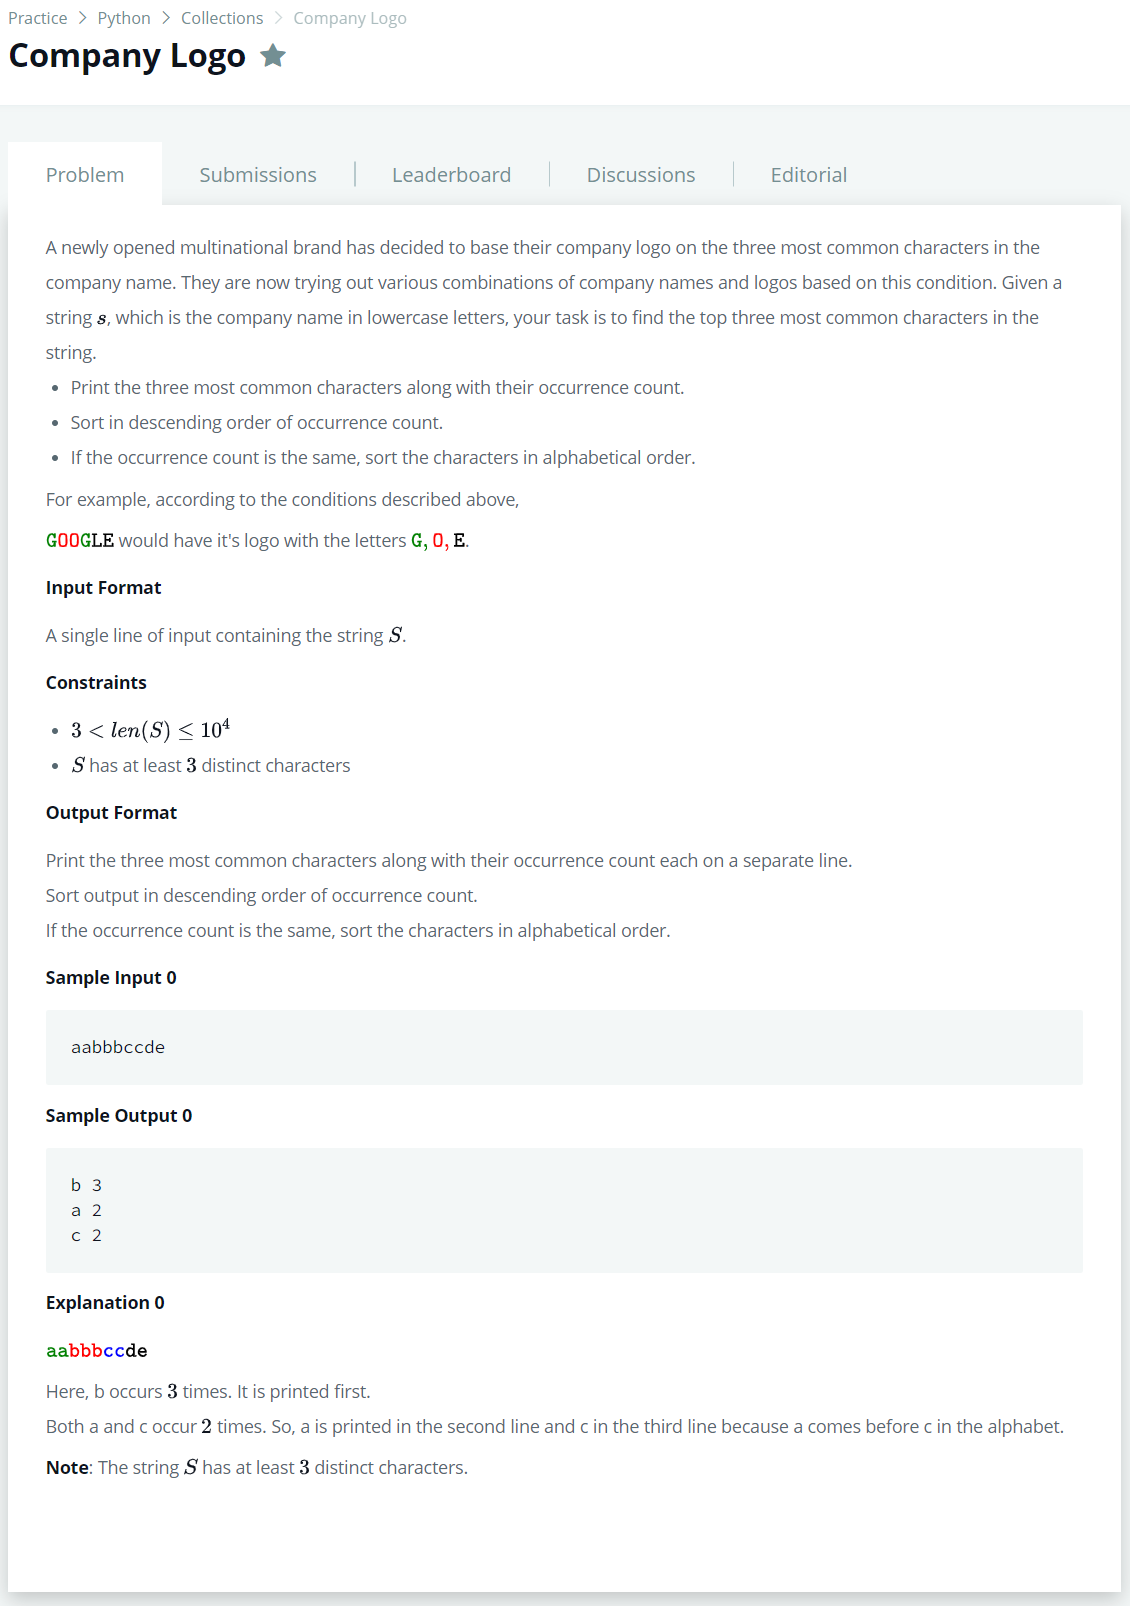 Practice > Python > Collections > Company Logo
Company Logo
Problem
Submissions
Leaderboard
Discussions
Editorial
A newly opened multinational brand has decided to base their company logo on the three most common characters in the
company name. They are now trying out various combinations of company names and logos based on this condition. Given a
string s, which is the company name in lowercase letters, your task is to find the top three most common characters in the
string.
• Print the three most common characters along with their occurrence count.
• Sort in descending order of occurrence count.
• If the occurrence count is the same, sort the characters in alphabetical order.
For example, according to the conditions described above,
GOOGLE would have it's logo with the letters G, O, E.
Input Format
A single line of input containing the string S.
Constraints
• 3 < len(S) ≤ 10⁴
• S has at least 3 distinct characters
Output Format
Print the three most common characters along with their occurrence count each on a separate line.
Sort output in descending order of occurrence count.
If the occurrence count is the same, sort the characters in alphabetical order.
Sample Input 0
aabbbccde
Sample Output 0
b 3
a 2
c 2
Explanation 0
aabbbccde
Here, b occurs 3 times. It is printed first.
Both a and c occur 2 times. So, a is printed in the second line and c in the third line because a comes before c in the alphabet.
Note: The string S has at least 3 distinct characters.